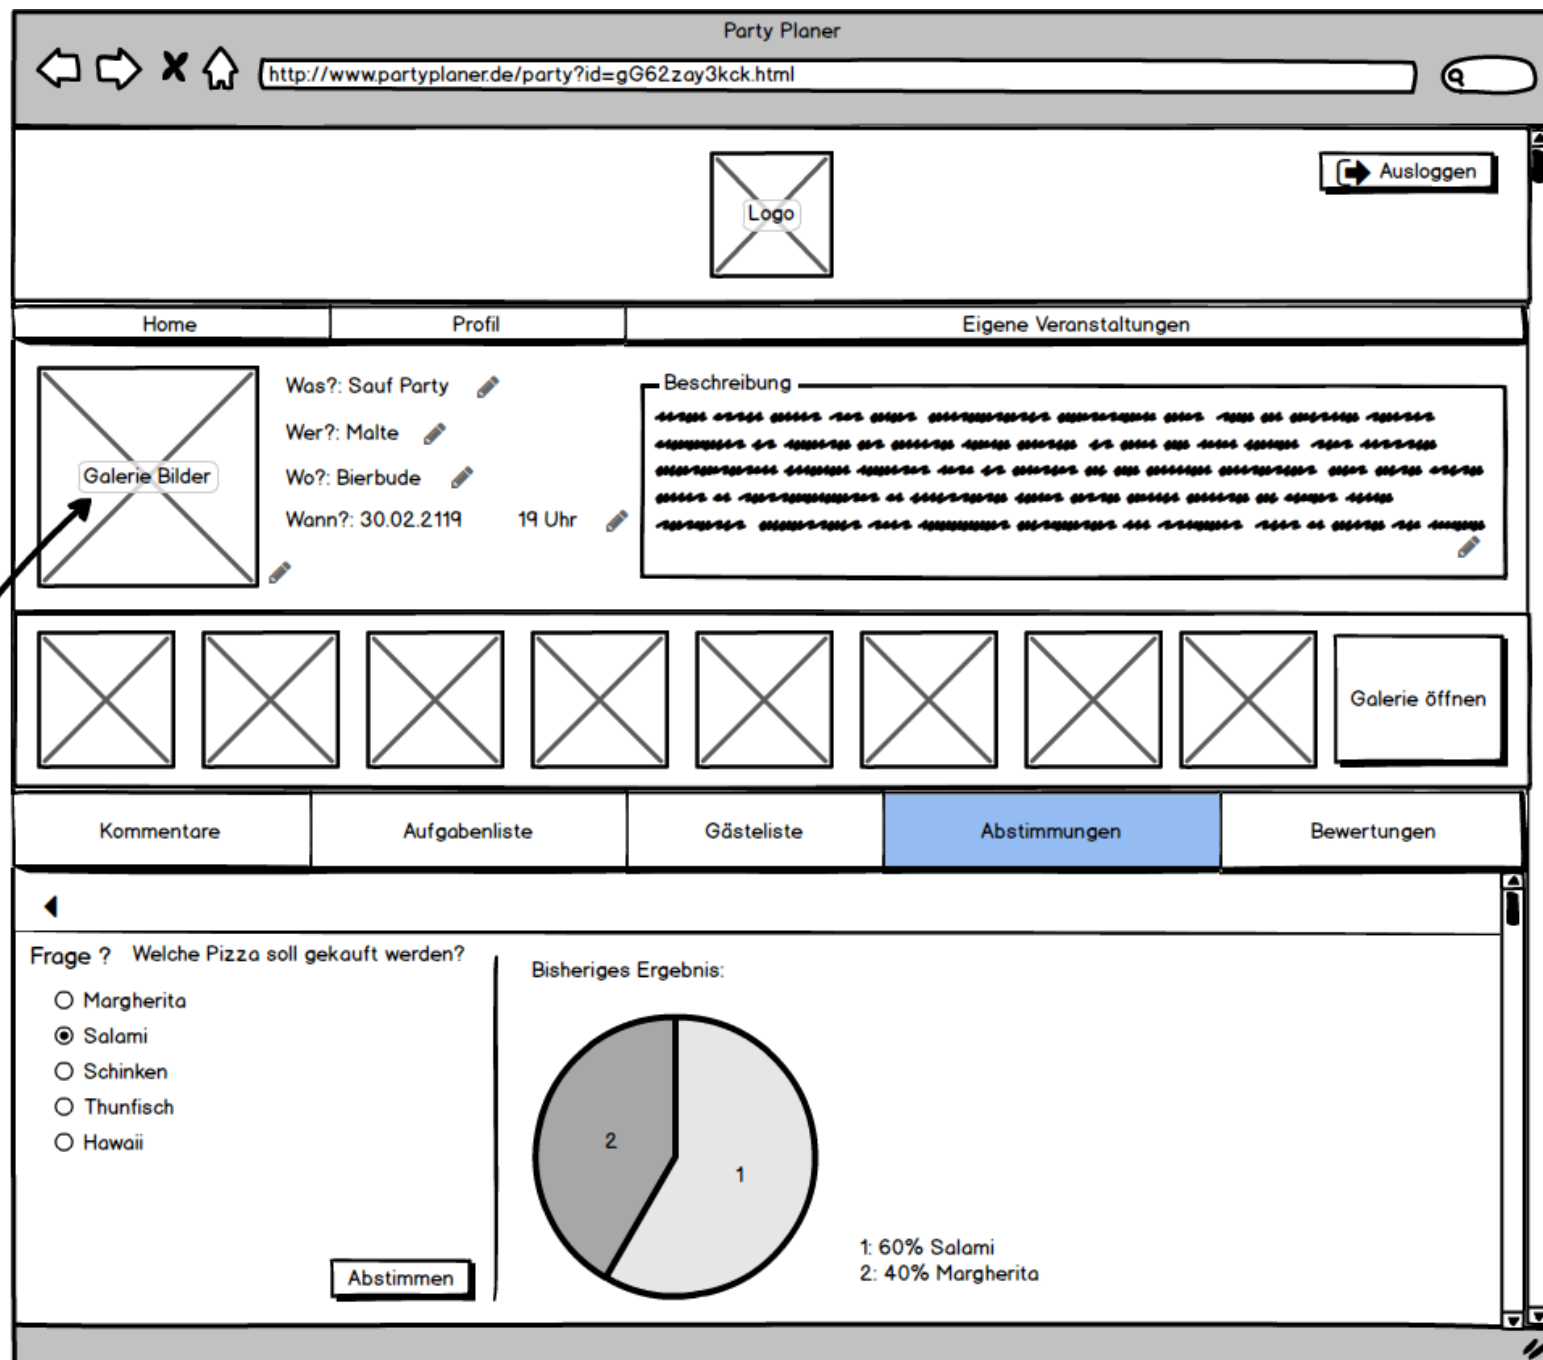 Party Planer
http://www.partyplaner.de/party?id=gG62zay3kck.html
Logo
Ausloggen
Home
Profil
Eigene Veranstaltungen
Galerie Bilder
Was?: Sauf Party
Wer?: Malte
Wo?: Bierbude
Wann?: 30.02.2119 19 Uhr
Beschreibung
Galerie öffnen
Kommentare
Aufgabenliste
Gästeliste
Abstimmungen
Bewertungen
Frage ? Welche Pizza soll gekauft werden?
Margherita
Salami
Schinken
Thunfisch
Hawaii
Abstimmen
Bisheriges Ergebnis:
2
1
1: 60% Salami
2: 40% Margherita